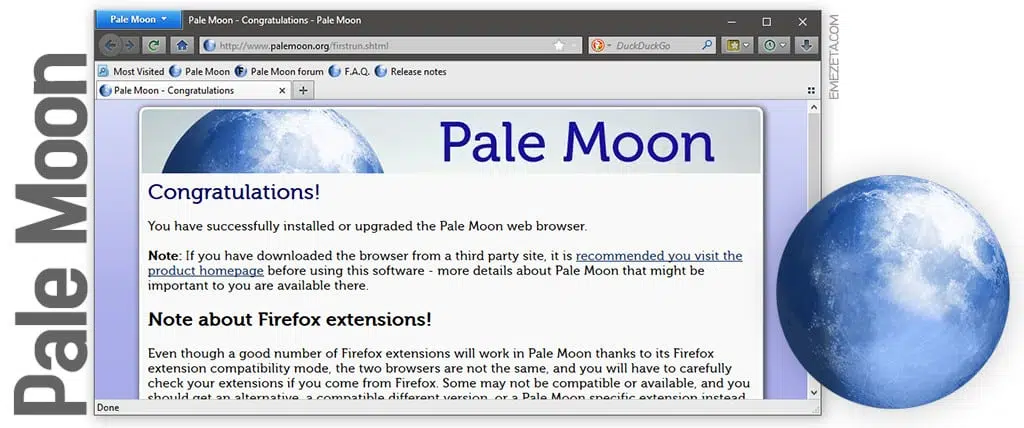 Pale Moon
Pale Moon
Pale Moon - Congratulations - Pale Moon
http://www.palemoon.org/firstrun.shtml
DuckDuckGo
Most Visited
Pale Moon
Pale Moon forum
F.A.Q.
Release notes
Pale Moon - Congratulations
EMEZETA.COM
Pale Moon
Congratulations!
You have successfully installed or upgraded the Pale Moon web browser.
Note: If you have downloaded the browser from a third party site, it is recommended you visit the
product homepage before using this software - more details about Pale Moon that might be
important to you are available there.
Note about Firefox extensions!
Even though a good number of Firefox extensions will work in Pale Moon thanks to its Firefox
extension compatibility mode, the two browsers are not the same, and you will have to carefully
check your extensions if you come from Firefox. Some may not be compatible or available, and you
should get an alternative, a compatible different version, or a Pale Moon specific extension instead
Done